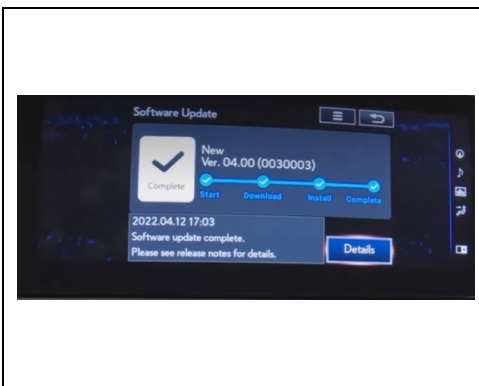 Software Update
New
Ver. 04.00 (0030003)
Complete
Start Download Install Complete
2022.04.12 17:03
Software update complete.
Please see release notes for details.
Details